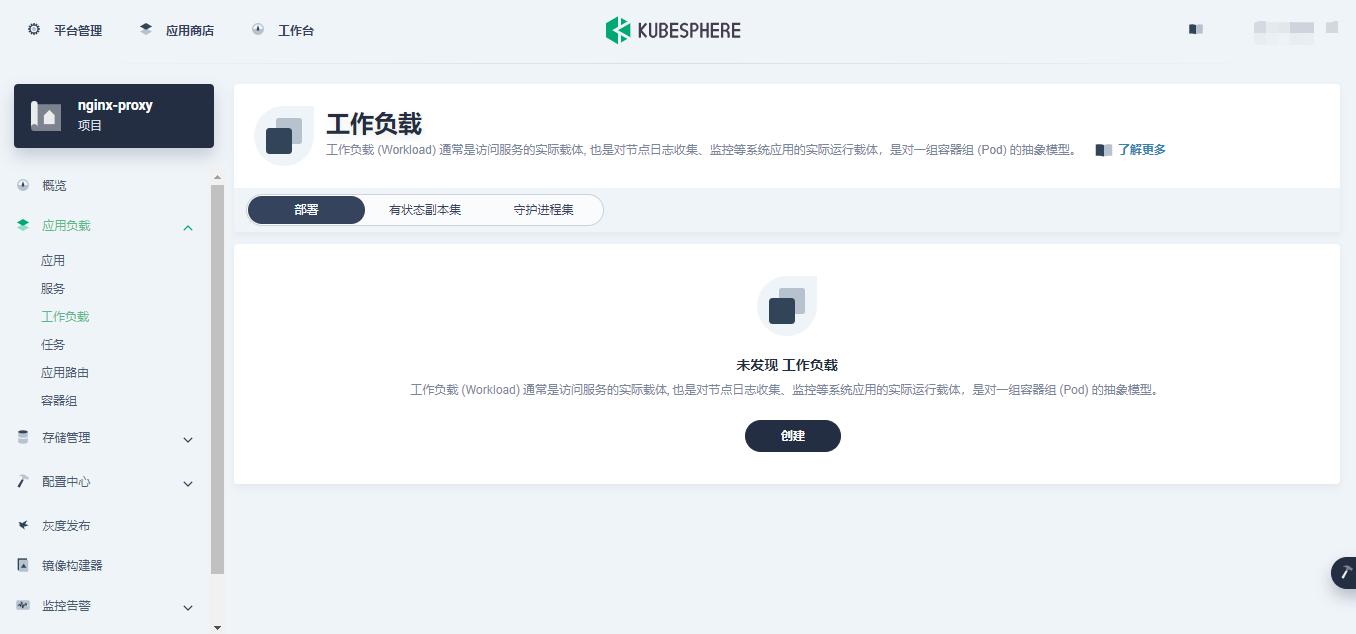 平台管理
应用商店
工作台
KUBESPHERE
nginx-proxy
项目
概览
应用负载
应用
服务
工作负载
任务
应用路由
容器组
存储管理
配置中心
灰度发布
镜像构建器
监控告警
工作负载
工作负载 (Workload) 通常是访问服务的实际载体, 也是对节点日志收集、监控等系统应用的实际运行载体，是对一组容器组 (Pod) 的抽象模型。 了解更多
部署
有状态副本集
守护进程集
未发现 工作负载
工作负载 (Workload) 通常是访问服务的实际载体, 也是对节点日志收集、监控等系统应用的实际运行载体，是对一组容器组 (Pod) 的抽象模型。
创建